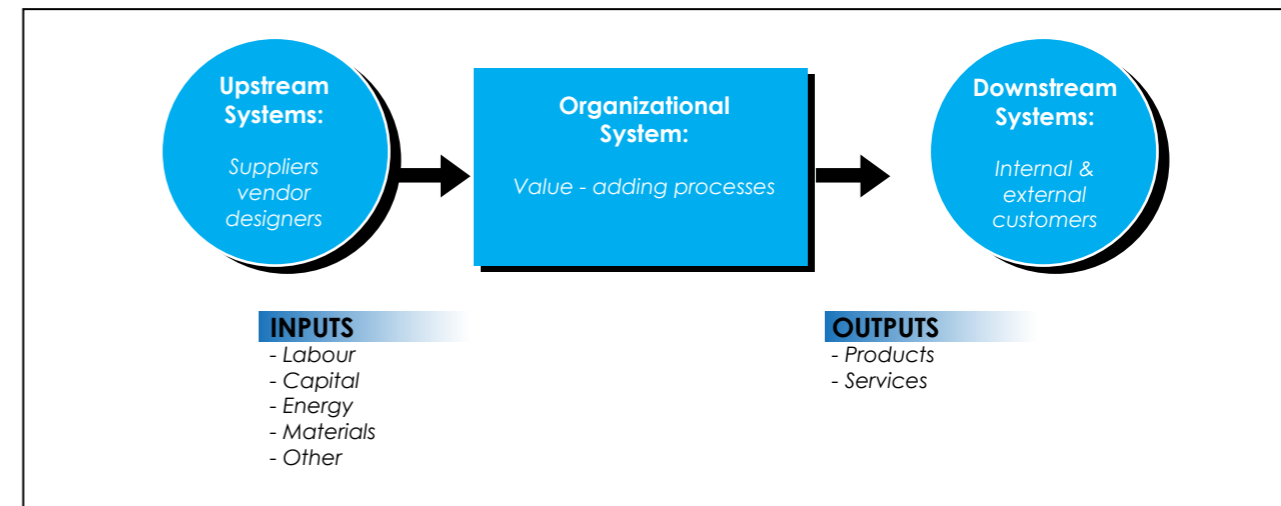 Upstream
Systems:
Suppliers
vendor
designers
Organizational
System:
Value - adding processes
Downstream
Systems:
Internal &
external
customers
INPUTS
- Labour
- Capital
- Energy
- Materials
- Other
OUTPUTS
- Products
- Services